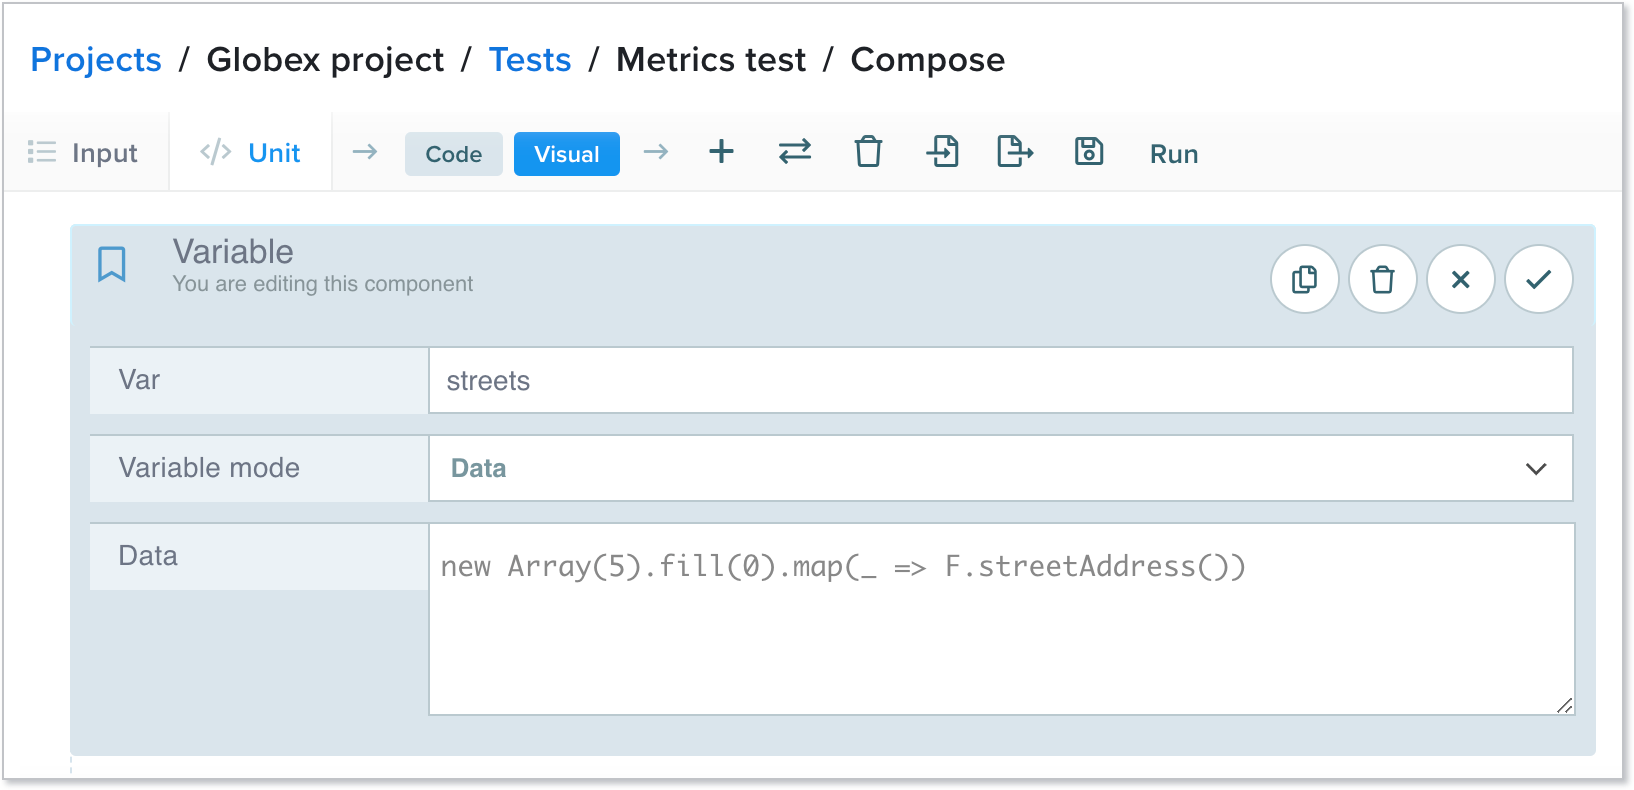 Projects / Globex project / Tests / Metrics test / Compose
Input </> Unit Code Visual Run
Variable
You are editing this component
Var streets
Variable mode Data
Data new Array(5).fill(0).map(_ => F.streetAddress())